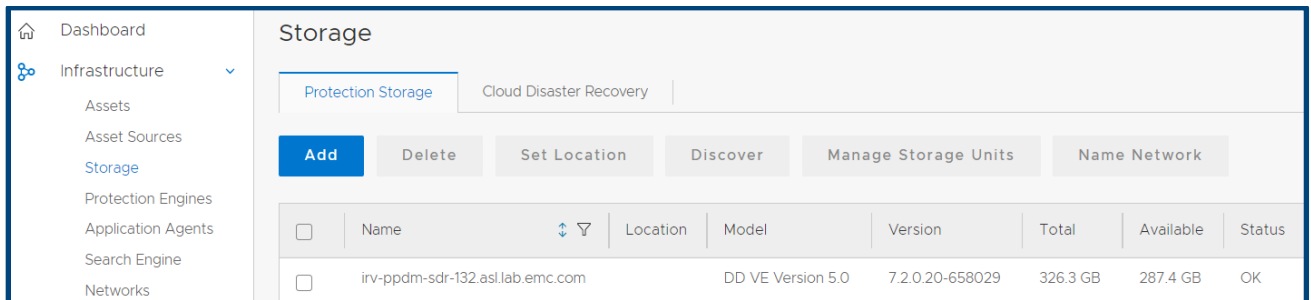 Dashboard
Infrastructure
Assets
Asset Sources
Storage
Protection Engines
Application Agents
Search Engine
Networks
Storage
Protection Storage Cloud Disaster Recovery
Add Delete Set Location Discover Manage Storage Units Name Network
Name Location Model Version Total Available Status
irv-ppdm-sdr-132.asl.lab.emc.com DD VE Version 5.0 7.2.0.20-658029 326.3 GB 287.4 GB OK